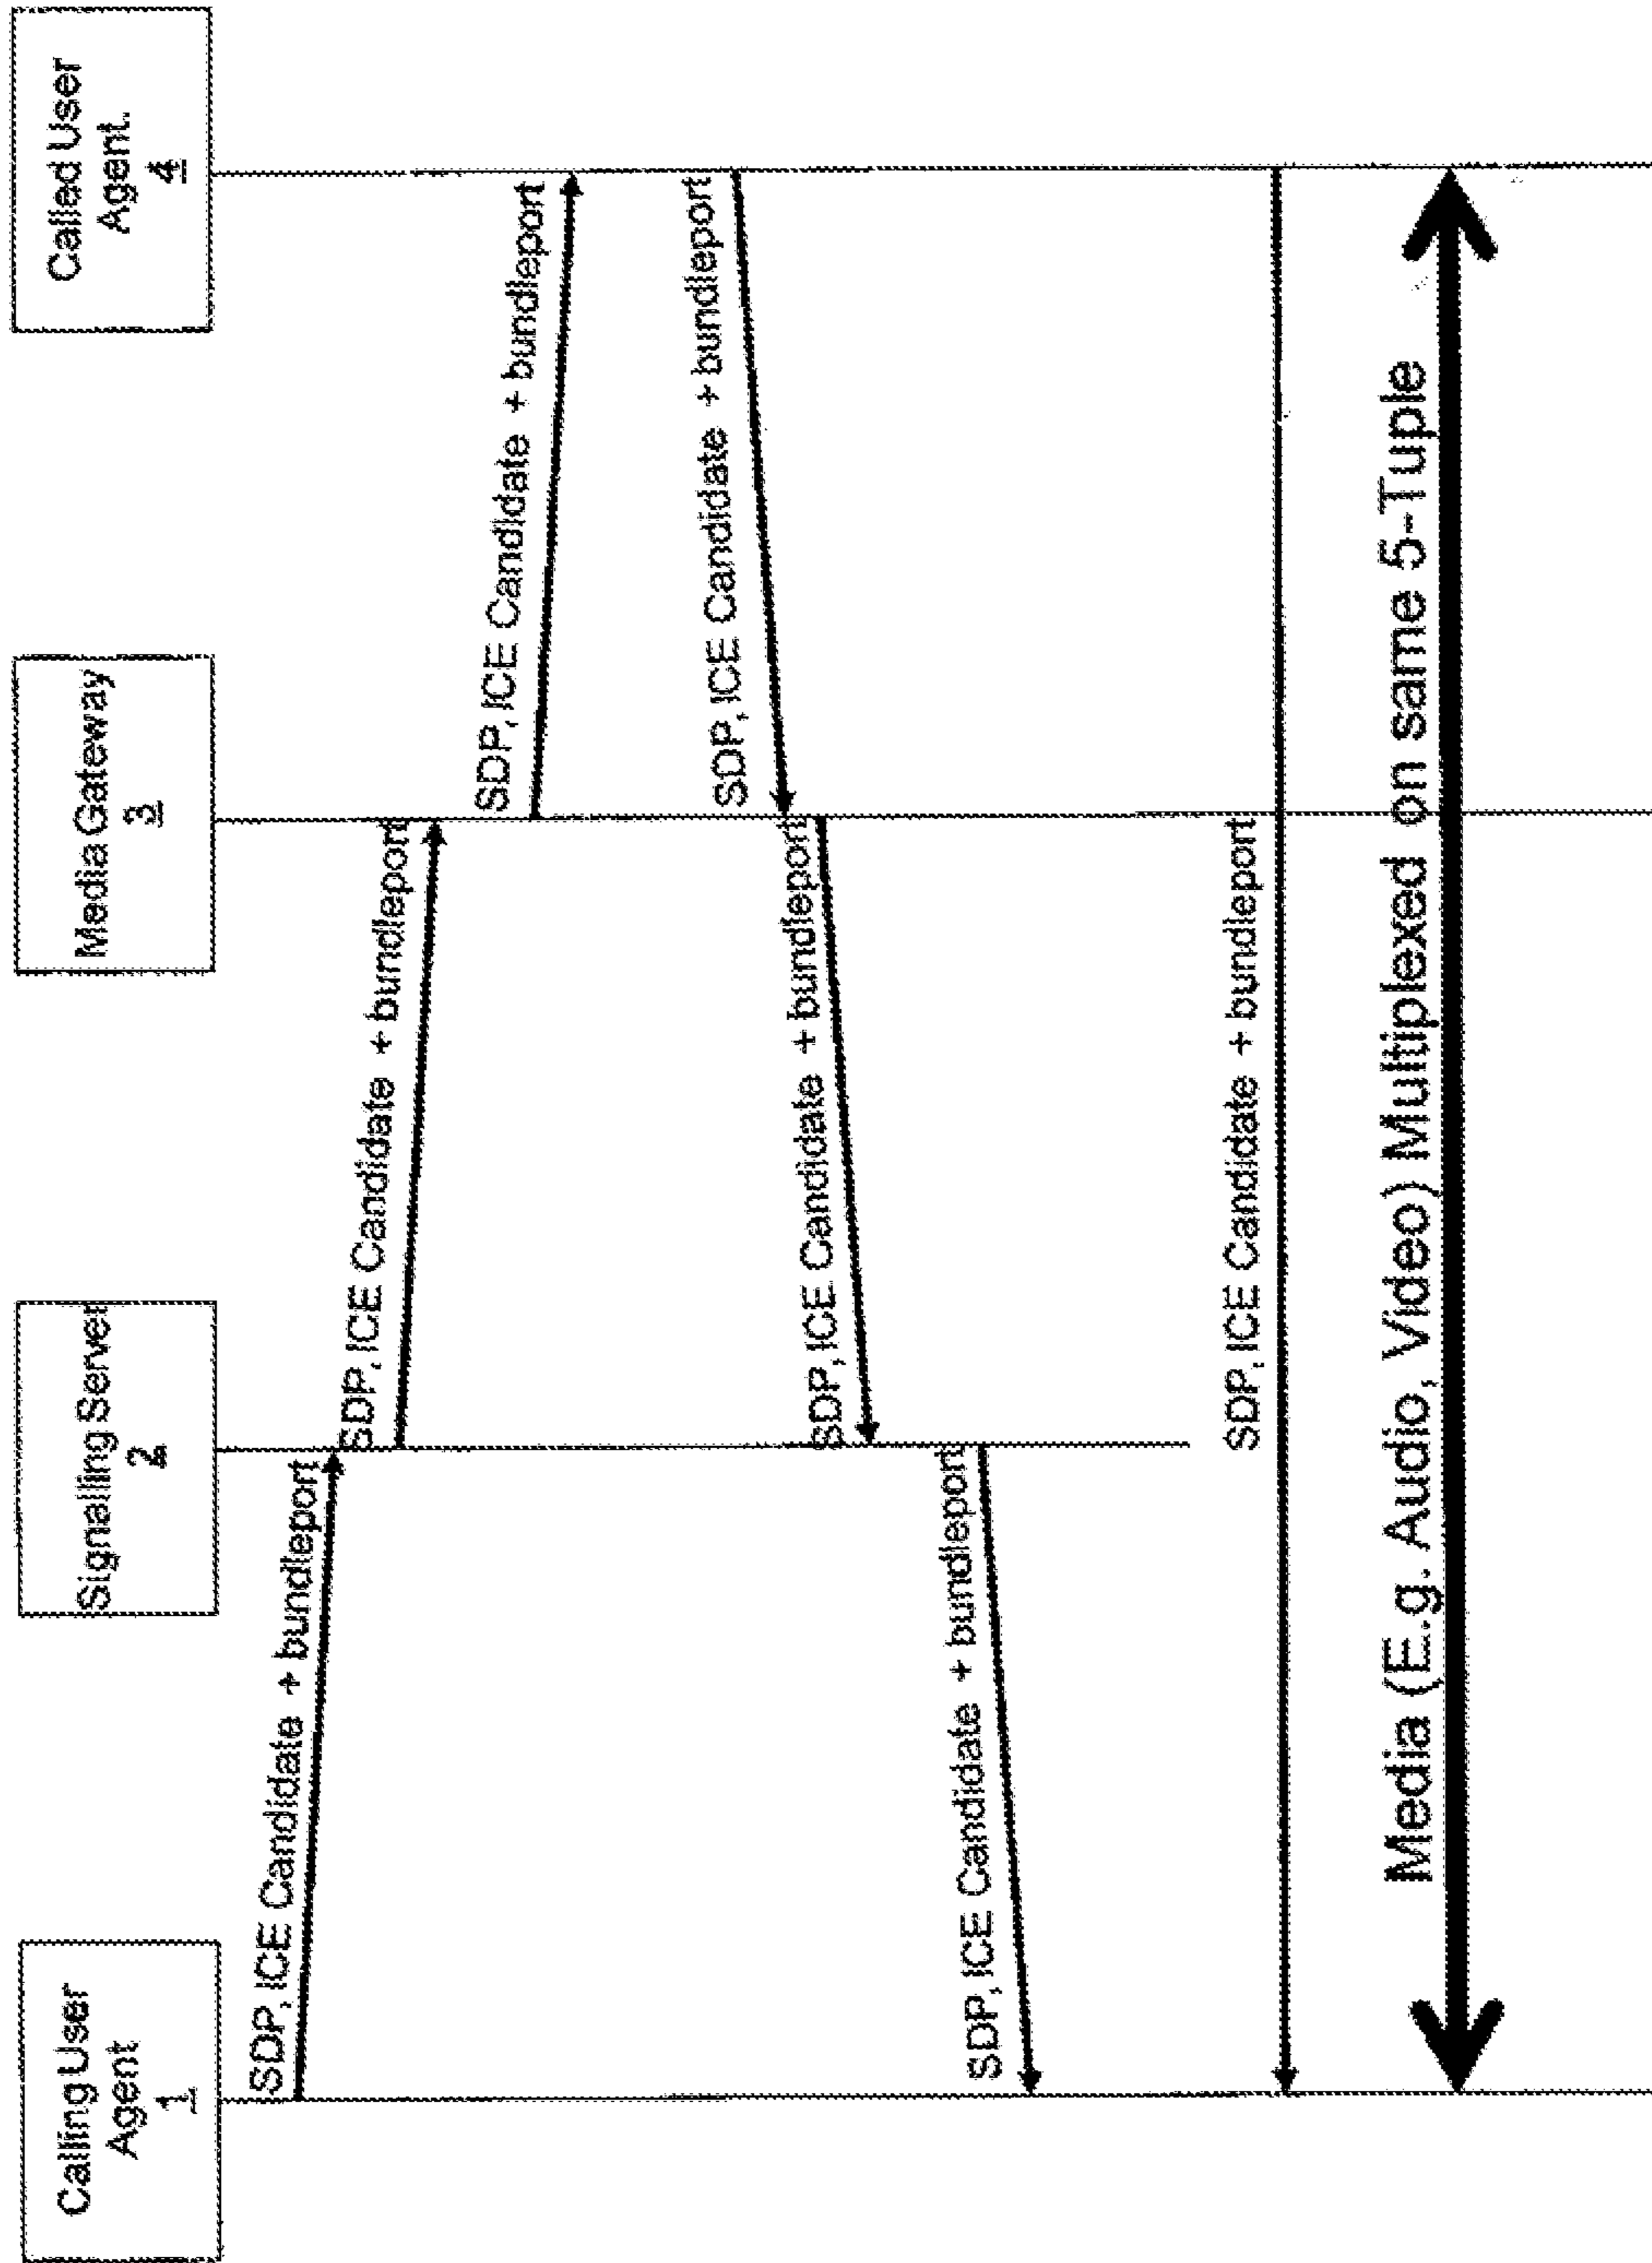 Calling User
Agent
1
Signalling Server
2
Media Gateway
3
Called User
Agent.
4
SDP, ICE Candidate + bundleport
SDP, ICE Candidate + bundleport
SDP, ICE Candidate + bundleport
SDP, ICE Candidate + bundleport
SDP, ICE Candidate + bundleport
SDP, ICE Candidate + bundleport
SDP, ICE Candidate + bundleport
Media (E.g. Audio, Video) Multiplexed on same 5-Tuple